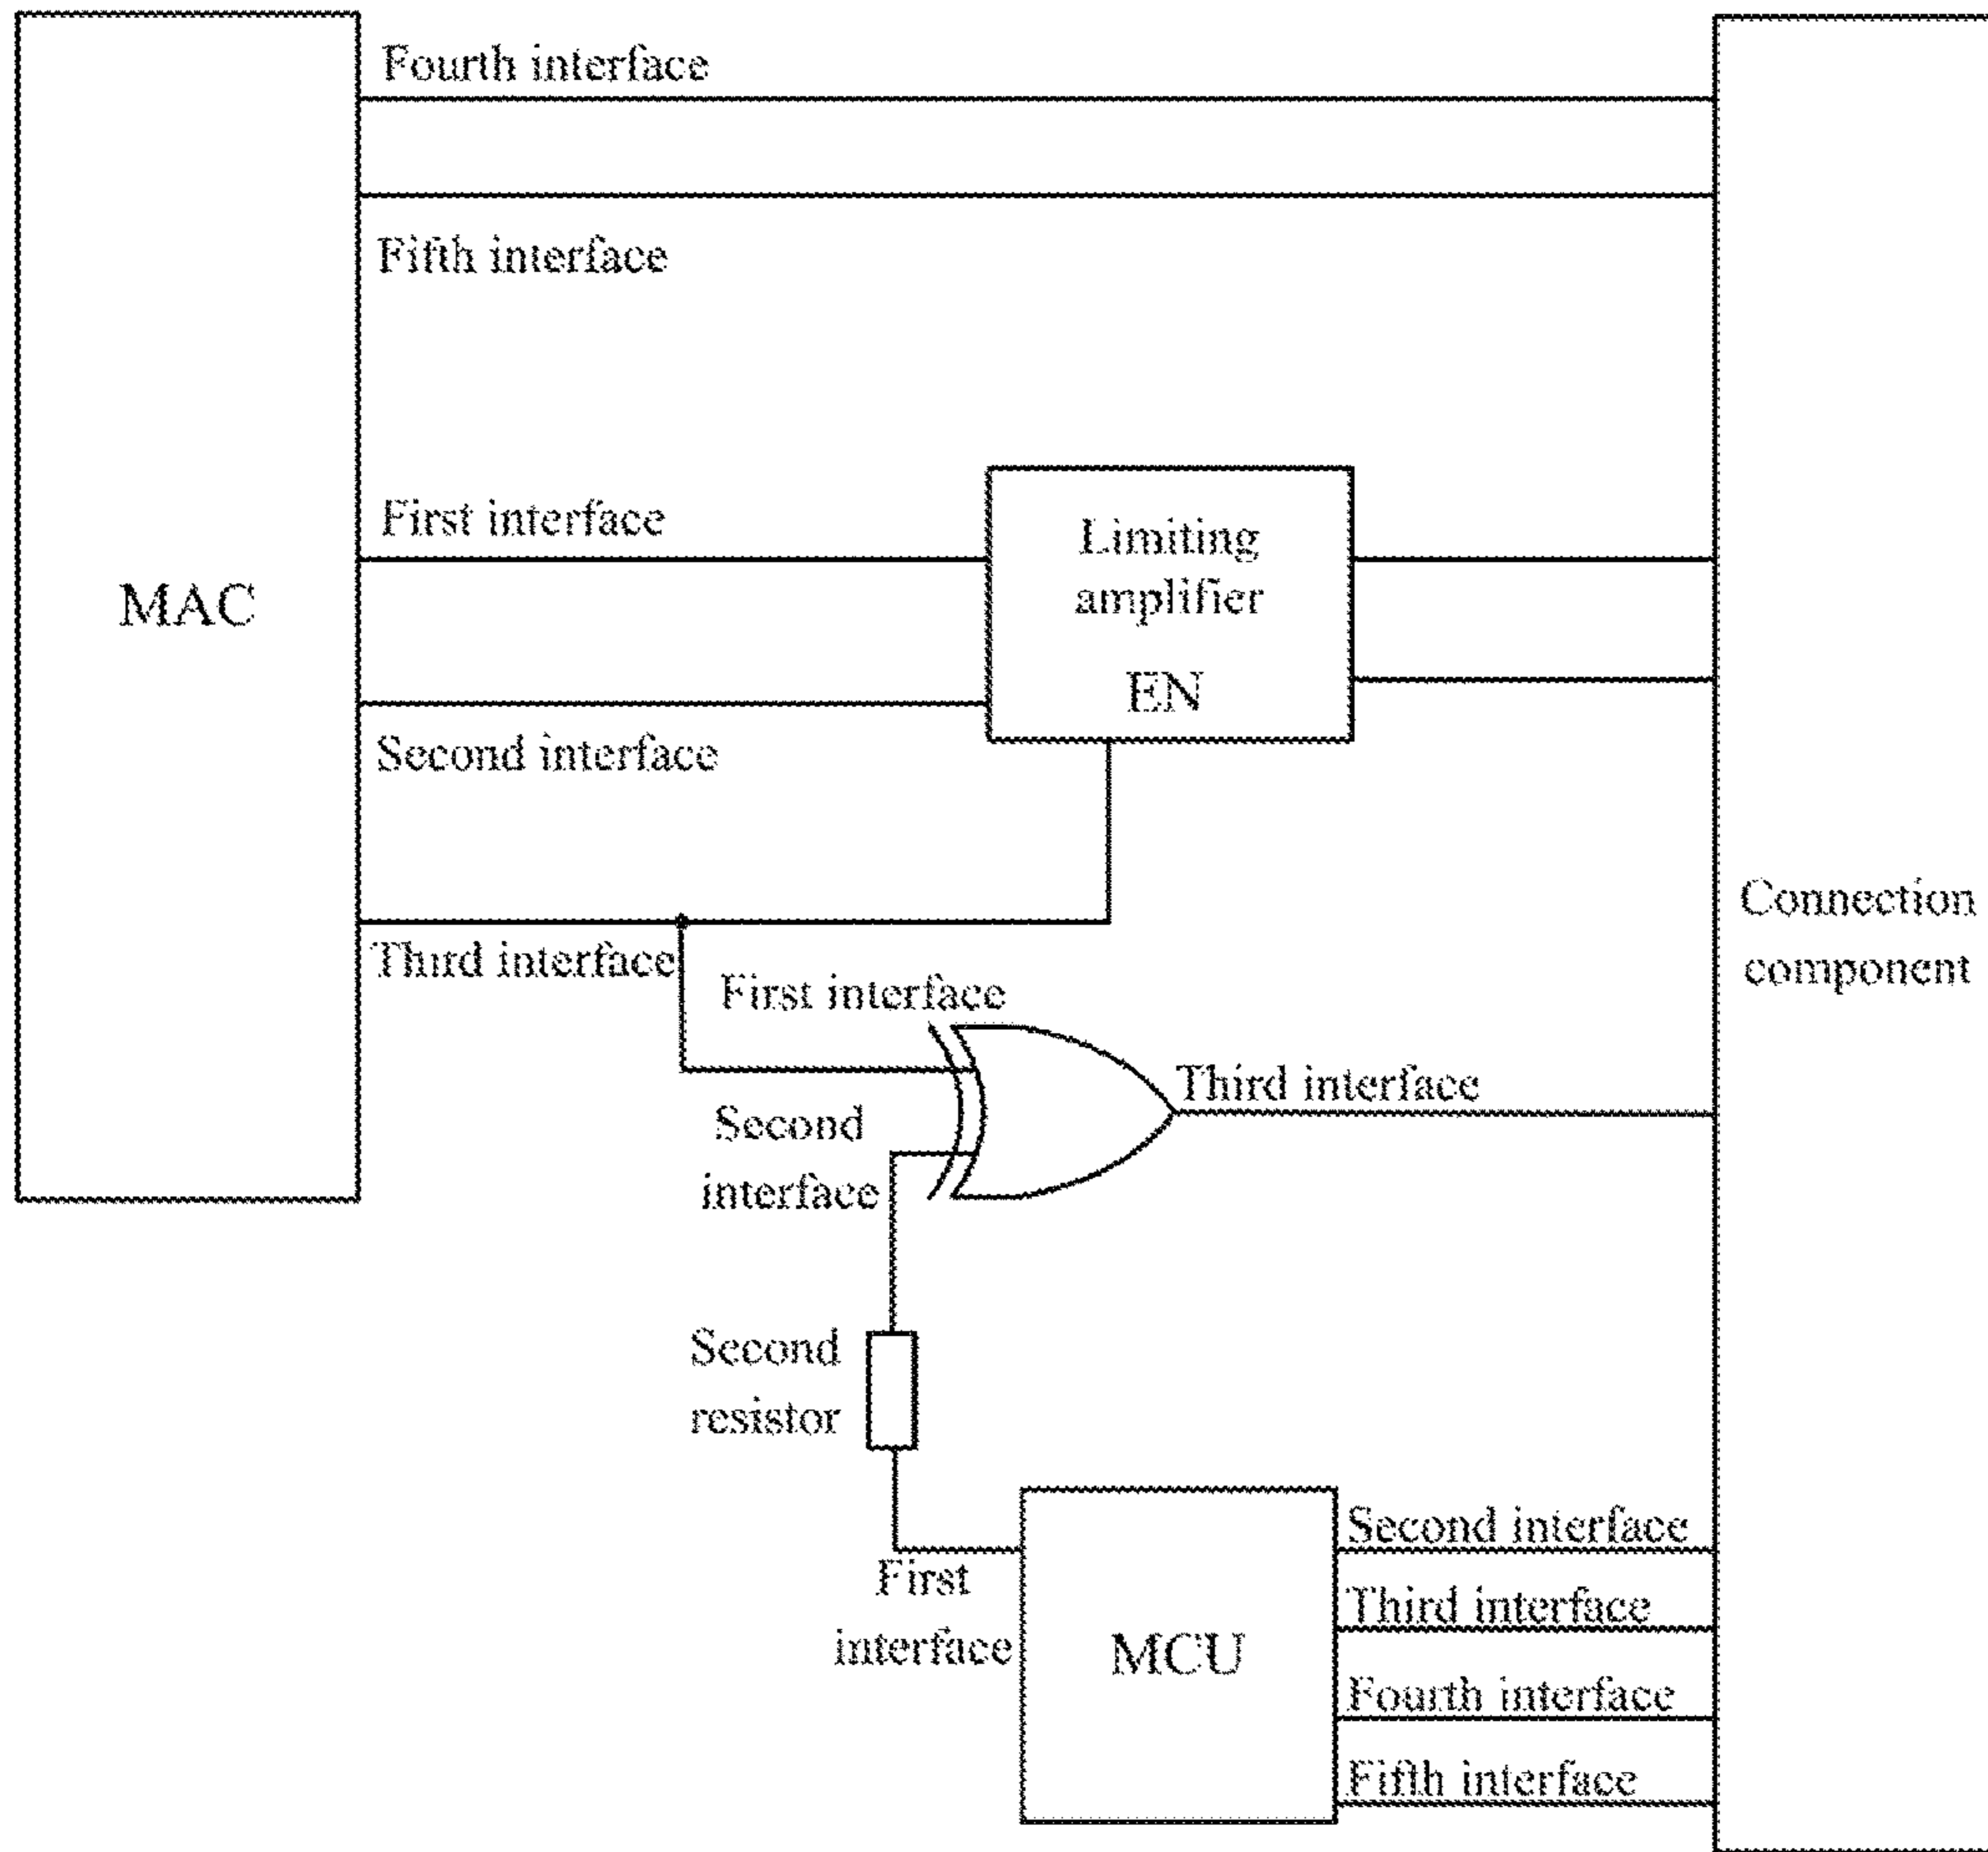 Fourth interface
Fifth interface
First interface
Limiting
amplifier
EN
MAC
Second interface
Connection
component
Third interface
First interface
Third interface
Second
interface
Second
resistor
First
interface
MCU
Second interface
Third interface
Fourth interface
Fifth interface